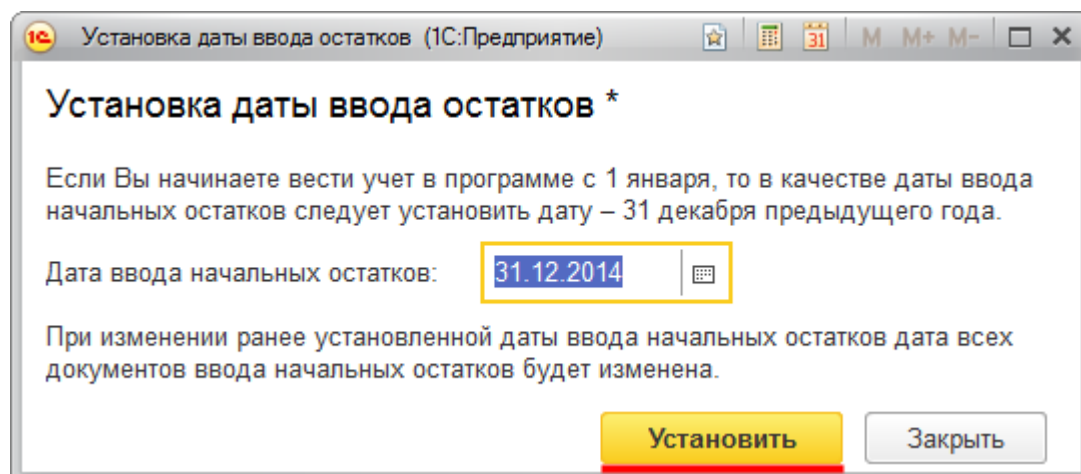 1С Установка даты ввода остатков (1С:Предприятие) 31 M M+ M-
Установка даты ввода остатков *
Если Вы начинаете вести учет в программе с 1 января, то в качестве даты ввода
начальных остатков следует установить дату – 31 декабря предыдущего года.
Дата ввода начальных остатков: 31.12.2014
При изменении ранее установленной даты ввода начальных остатков дата всех
документов ввода начальных остатков будет изменена.
Установить Закрыть